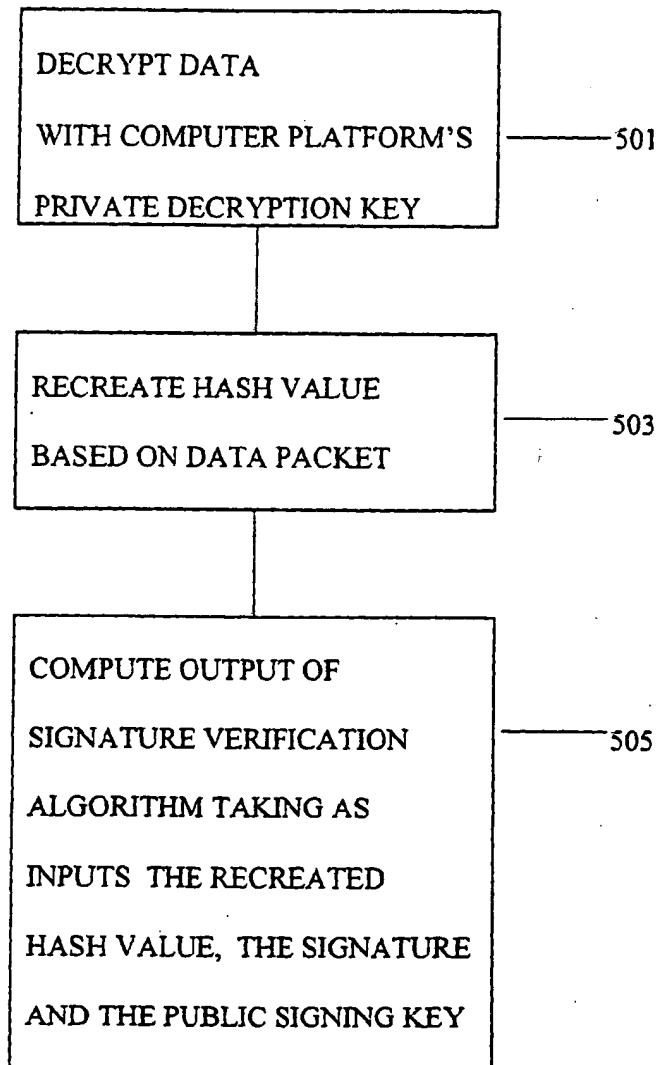 DECRYPT DATA
WITH COMPUTER PLATFORM'S
PRIVATE DECRYPTION KEY
501
RECREATE HASH VALUE
BASED ON DATA PACKET
503
COMPUTE OUTPUT OF
SIGNATURE VERIFICATION
ALGORITHM TAKING AS
INPUTS THE RECREATED
HASH VALUE, THE SIGNATURE
AND THE PUBLIC SIGNING KEY
505